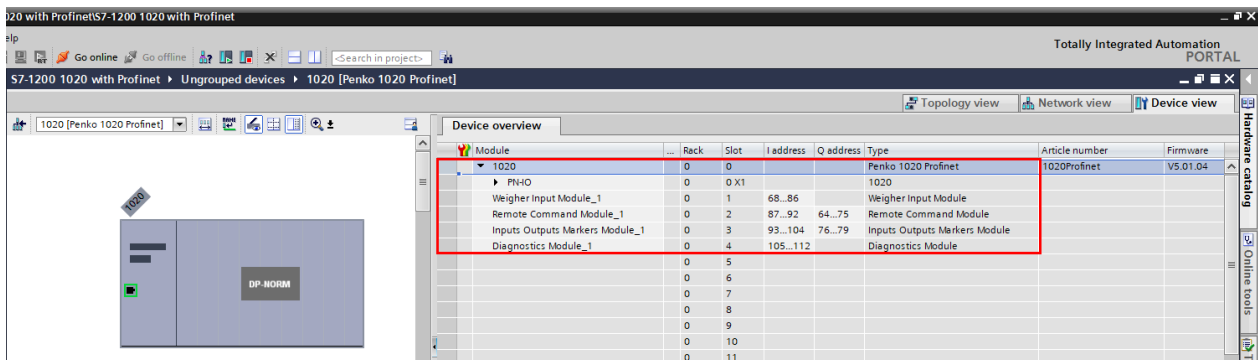 020 with Profinet\S7-1200 1020 with Profinet
elp
Go online Go offline <Search in project>
Totally Integrated Automation
PORTAL
S7-1200 1020 with Profinet ▸ Ungrouped devices ▸ 1020 [Penko 1020 Profinet]
Topology view Network view Device view
1020 [Penko 1020 Profinet]
Device overview
Module ... Rack Slot I address Q address Type Article number Firmware
1020 0 0 Penko 1020 Profinet 1020Profinet V5.01.04
PN-IO 0 0 X1 1020
Weigher Input Module_1 0 1 68...86 Weigher Input Module
Remote Command Module_1 0 2 87...92 64...75 Remote Command Module
Inputs Outputs Markers Module_1 0 3 93...104 76...79 Inputs Outputs Markers Module
Diagnostics Module_1 0 4 105...112 Diagnostics Module
0 5
0 6
0 7
0 8
0 9
0 10
0 11
1020
DP-NORM
Hardware catalog
Online tools